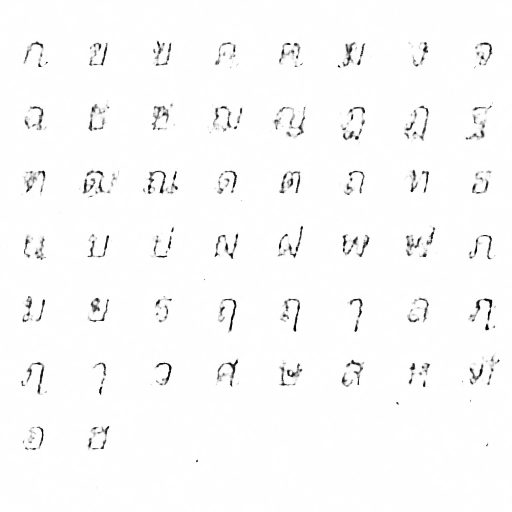 ก ข ฃ ค ฅ ฆ ง จ
ฉ ช ซ ฌ ญ ฎ ฏ ฐ
ฑ ฒ ณ ด ต ถ ท ธ
น บ ป ผ ฝ พ ฟ ภ
ม ย ร ฤ ฤ ๅ ล ฦ
ฦ ๅ ว ศ ษ ส ห ฬ
อ ฮ